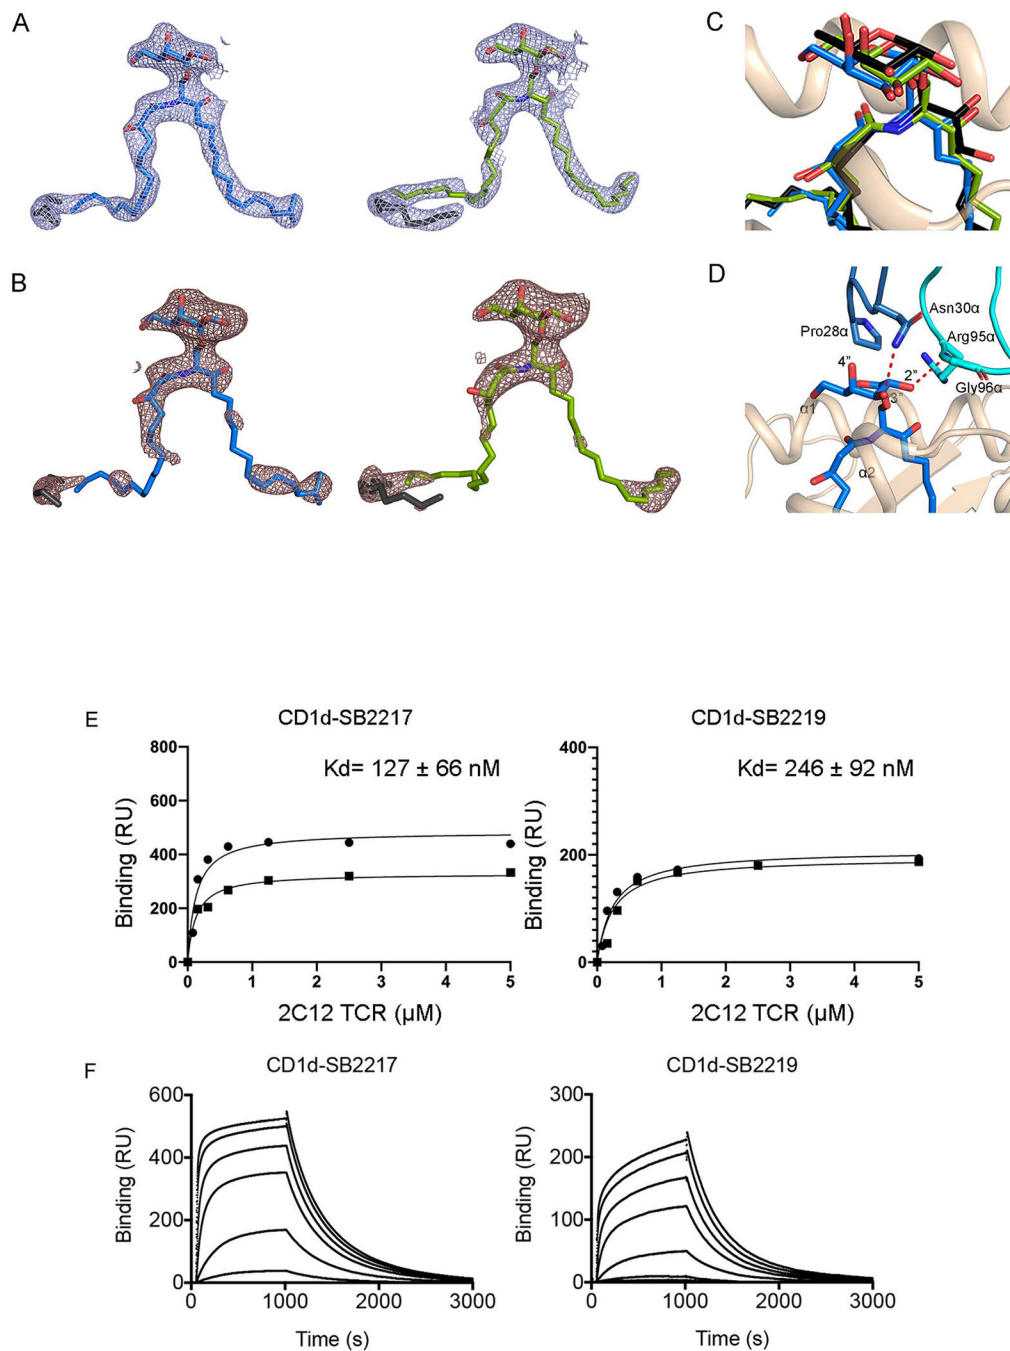 A
C
B
D
Asn30α
Pro28α
Arg95α
4"
2"
3"
Gly96α
α1
α2
E
CD1d-SB2217
CD1d-SB2219
800
600
400
200
0
Kd= 127 ± 66 nM
Binding (RU)
0 1 2 3 4 5
2C12 TCR (µM)
400
200
0
Kd= 246 ± 92 nM
Binding (RU)
0 1 2 3 4 5
2C12 TCR (µM)
F
CD1d-SB2217
CD1d-SB2219
600
400
200
0
Binding (RU)
0 1000 2000 3000
Time (s)
300
200
100
0
Binding (RU)
0 1000 2000 3000
Time (s)